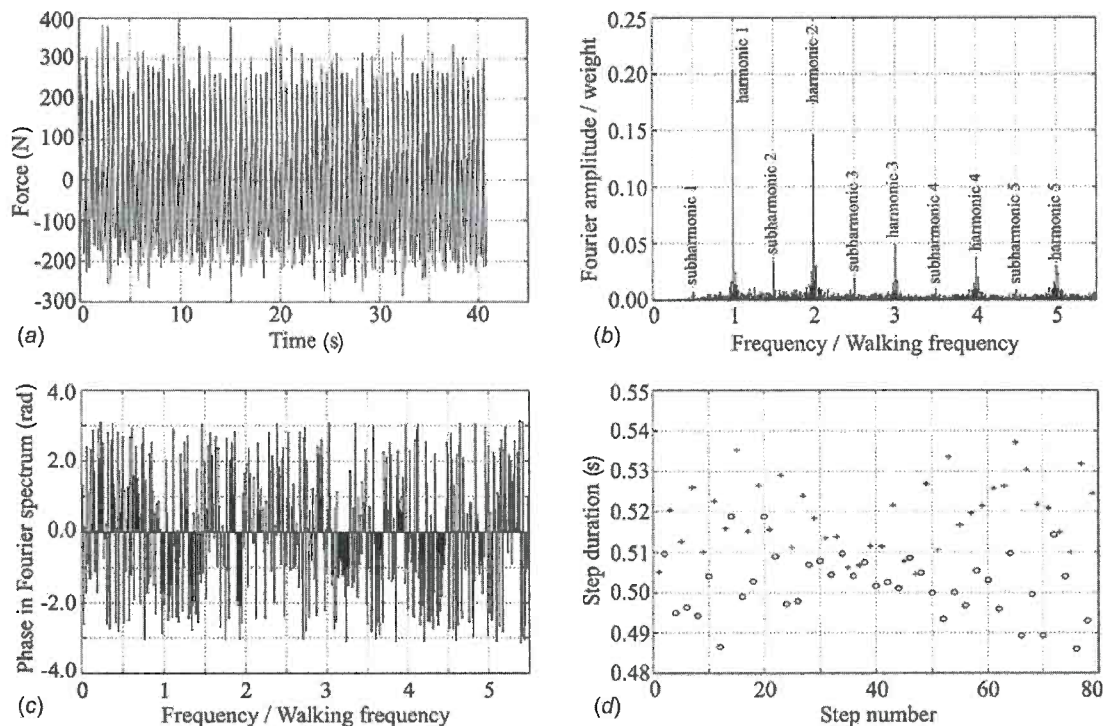 400
300
200
100
0
-100
-200
-300
Force (N)
0
10
20
30
40
Time (s)
(a)
0.25
0.20
0.15
0.10
0.05
0.00
Fourier amplitude / weight
subharmonic 1
harmonic 1
subharmonic 2
harmonic 2
subharmonic 3
harmonic 3
subharmonic 4
harmonic 4
subharmonic 5
harmonic 5
0
1
2
3
4
5
Frequency / Walking frequency
(b)
4.0
2.0
0.0
-2.0
-4.0
Phase in Fourier spectrum (rad)
0
1
2
3
4
5
Frequency / Walking frequency
(c)
0.55
0.54
0.53
0.52
0.51
0.50
0.49
0.48
Step duration (s)
0
20
40
60
80
Step number
(d)